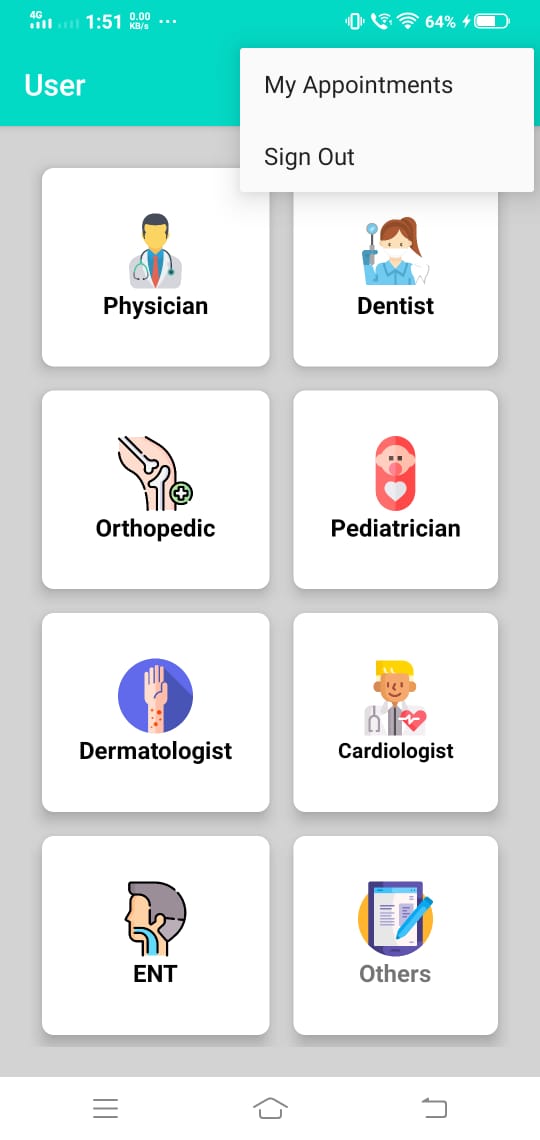 4G 1:51 0.00 KB/s ... 64%
User
My Appointments
Sign Out
Physician
Dentist
Orthopedic
Pediatrician
Dermatologist
Cardiologist
ENT
Others